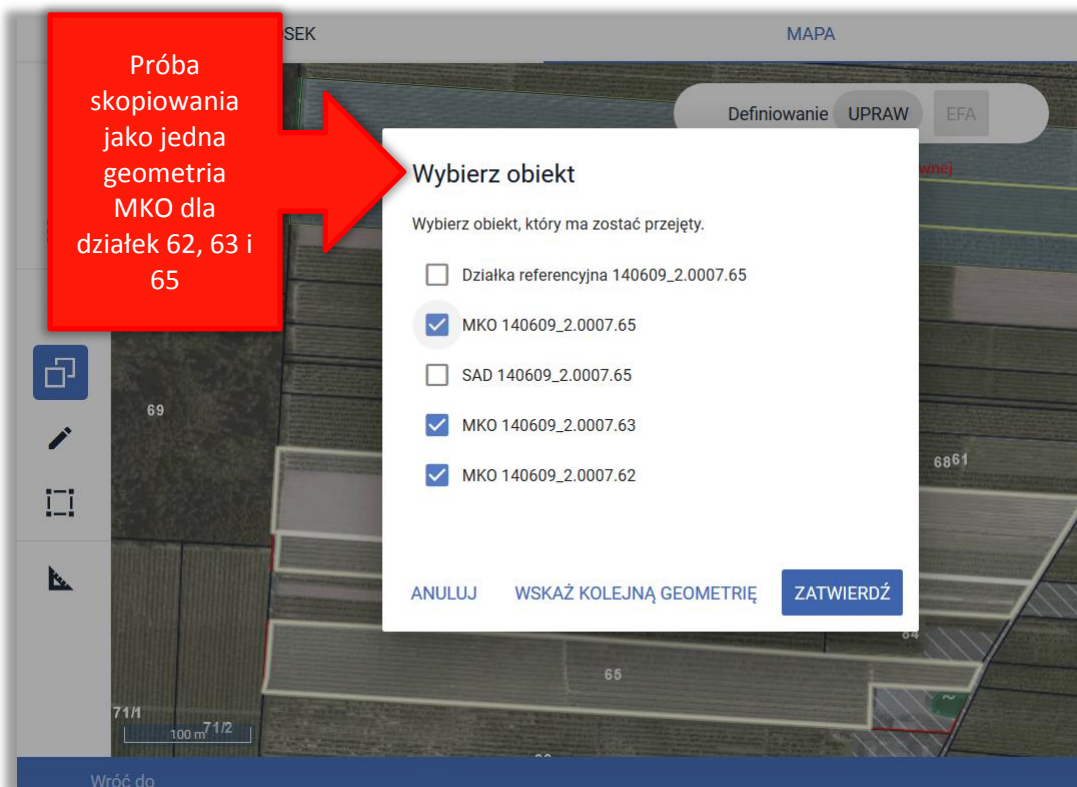 SEK
MAPA
Próba
skopiowania
jako jedna
geometria
MKO dla
działek 62, 63 i
65
Definiowanie UPRAW EFA
wnej
Wybierz obiekt
Wybierz obiekt, który ma zostać przejęty.
Działka referencyjna 140609_2.0007.65
MKO 140609_2.0007.65
SAD 140609_2.0007.65
MKO 140609_2.0007.63
MKO 140609_2.0007.62
ANULUJ WSKAŻ KOLEJNĄ GEOMETRIĘ ZATWIERDŹ
69
6861
64
65
71/1
71/2
100 m
Wróć do